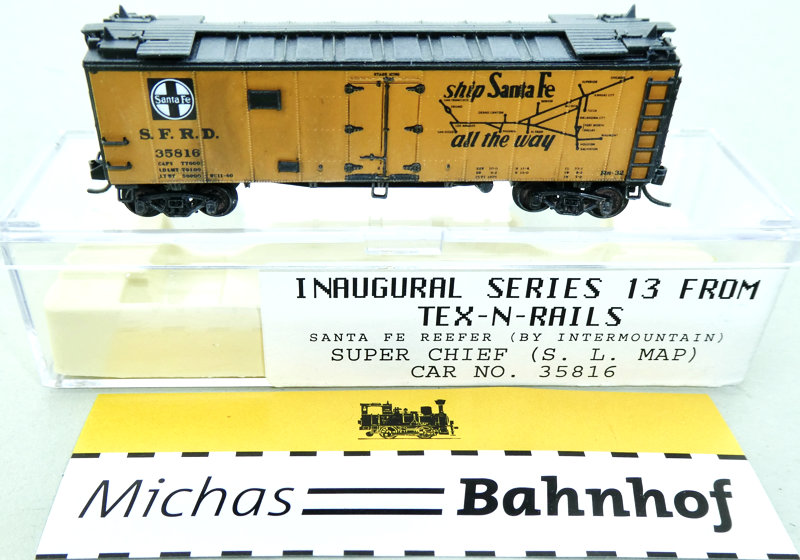 Santa Fe
S. F. R. D.
35816
ship Santa Fe
all the way
INAUGURAL SERIES 13 FROM
TEX-N-RAILS
SANTA FE REEFER (BY INTERMOUNTAIN)
SUPER CHIEF (S. L. MAP)
CAR NO. 35816
Michas Bahnhof